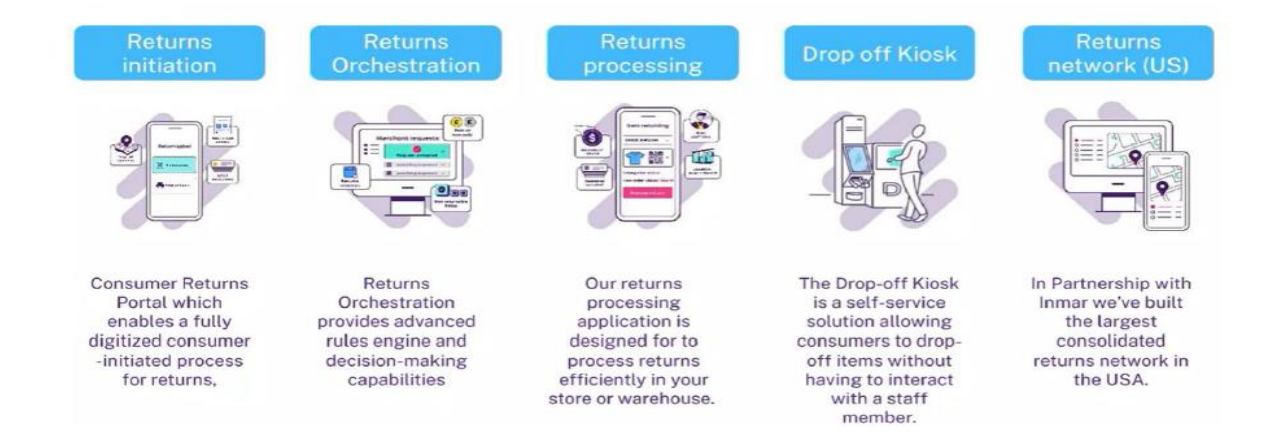 Returns
initiation
Returns
Orchestration
Returns
processing
Drop off Kiosk
Returns
network (US)
Merchant requests
Consumer Returns
Portal which
enables a fully
digitized consumer
-initiated process
for returns,
Returns
Orchestration
provides advanced
rules engine and
decision-making
capabilities
Our returns
processing
application is
designed for to
process returns
efficiently in your
store or warehouse.
The Drop-off Kiosk
is a self-service
solution allowing
consumers to drop-
off items without
having to interact
with a staff
member.
In Partnership with
Inmar we've built
the largest
consolidated
returns network in
the USA.